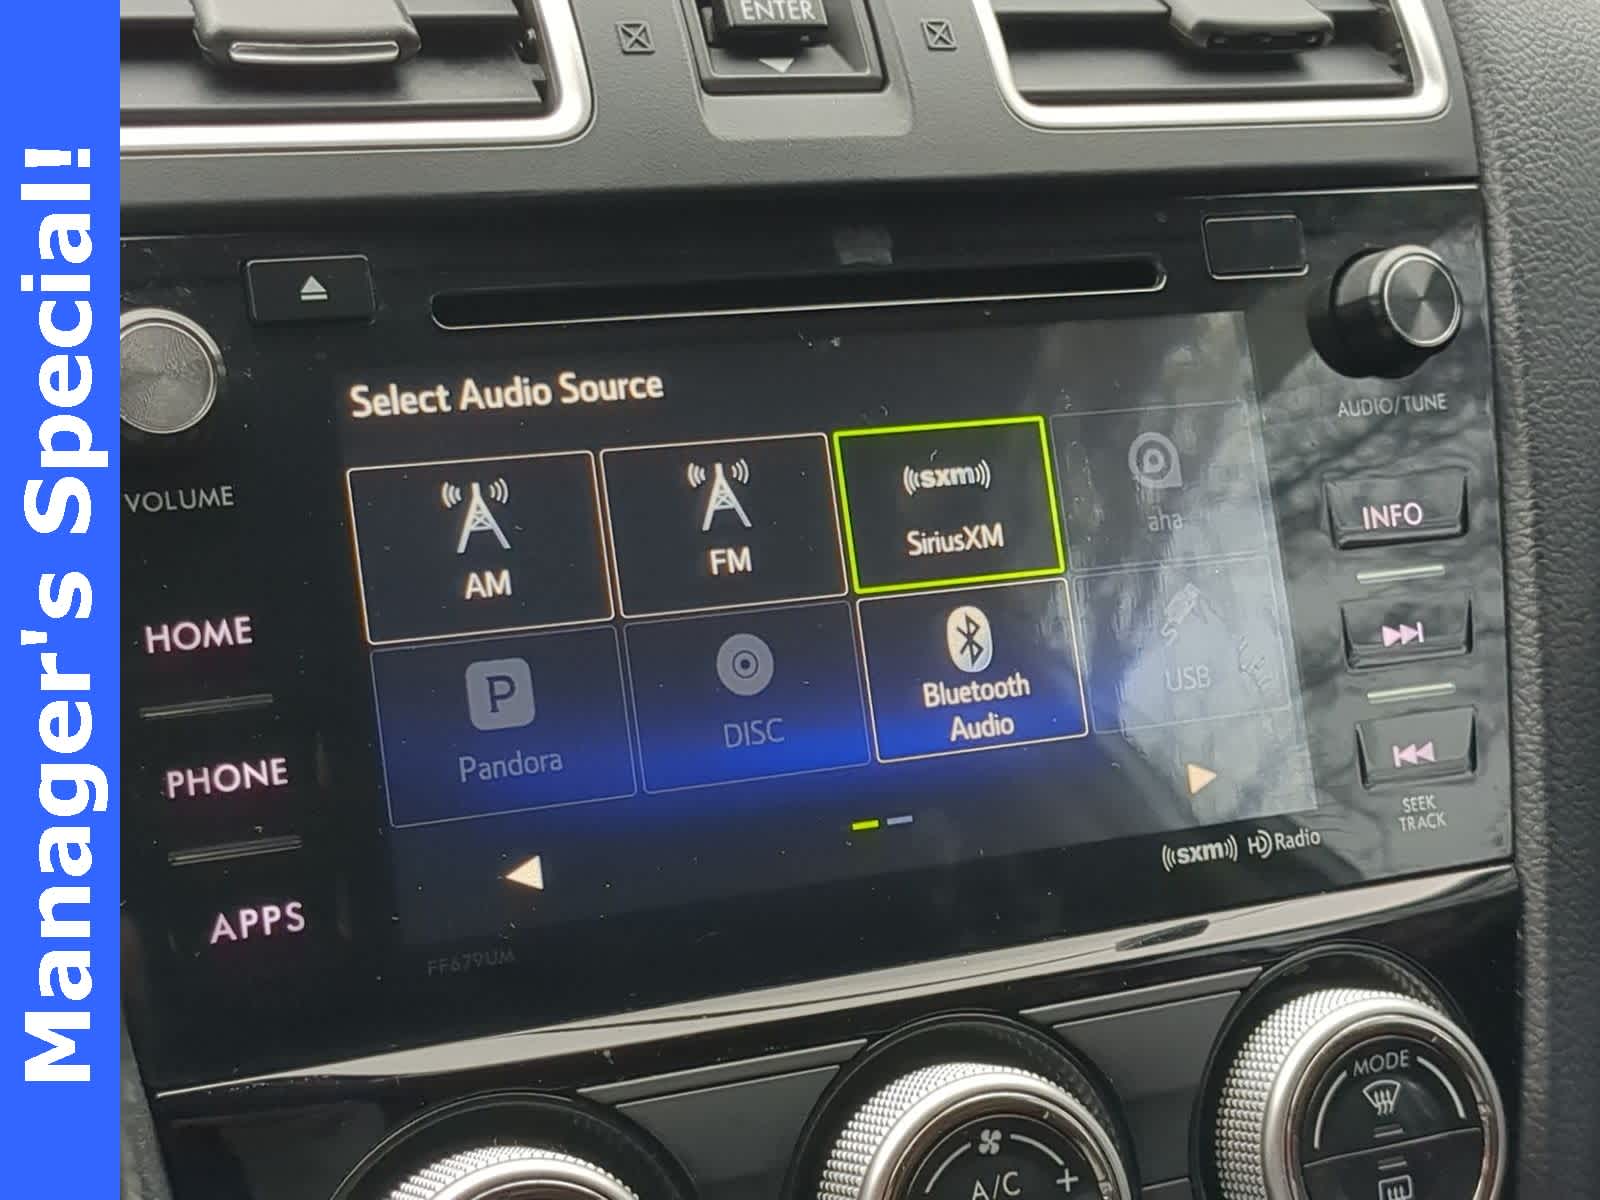 Manager's Special!
ENTER
VOLUME
HOME
PHONE
APPS
Select Audio Source
AM
FM
((sxm))
SiriusXM
aha
P
Pandora
DISC
Bluetooth
Audio
USB
FF679UM
((sxm)) HD Radio
AUDIO/TUNE
INFO
SEEK
TRACK
A/C +
MODE